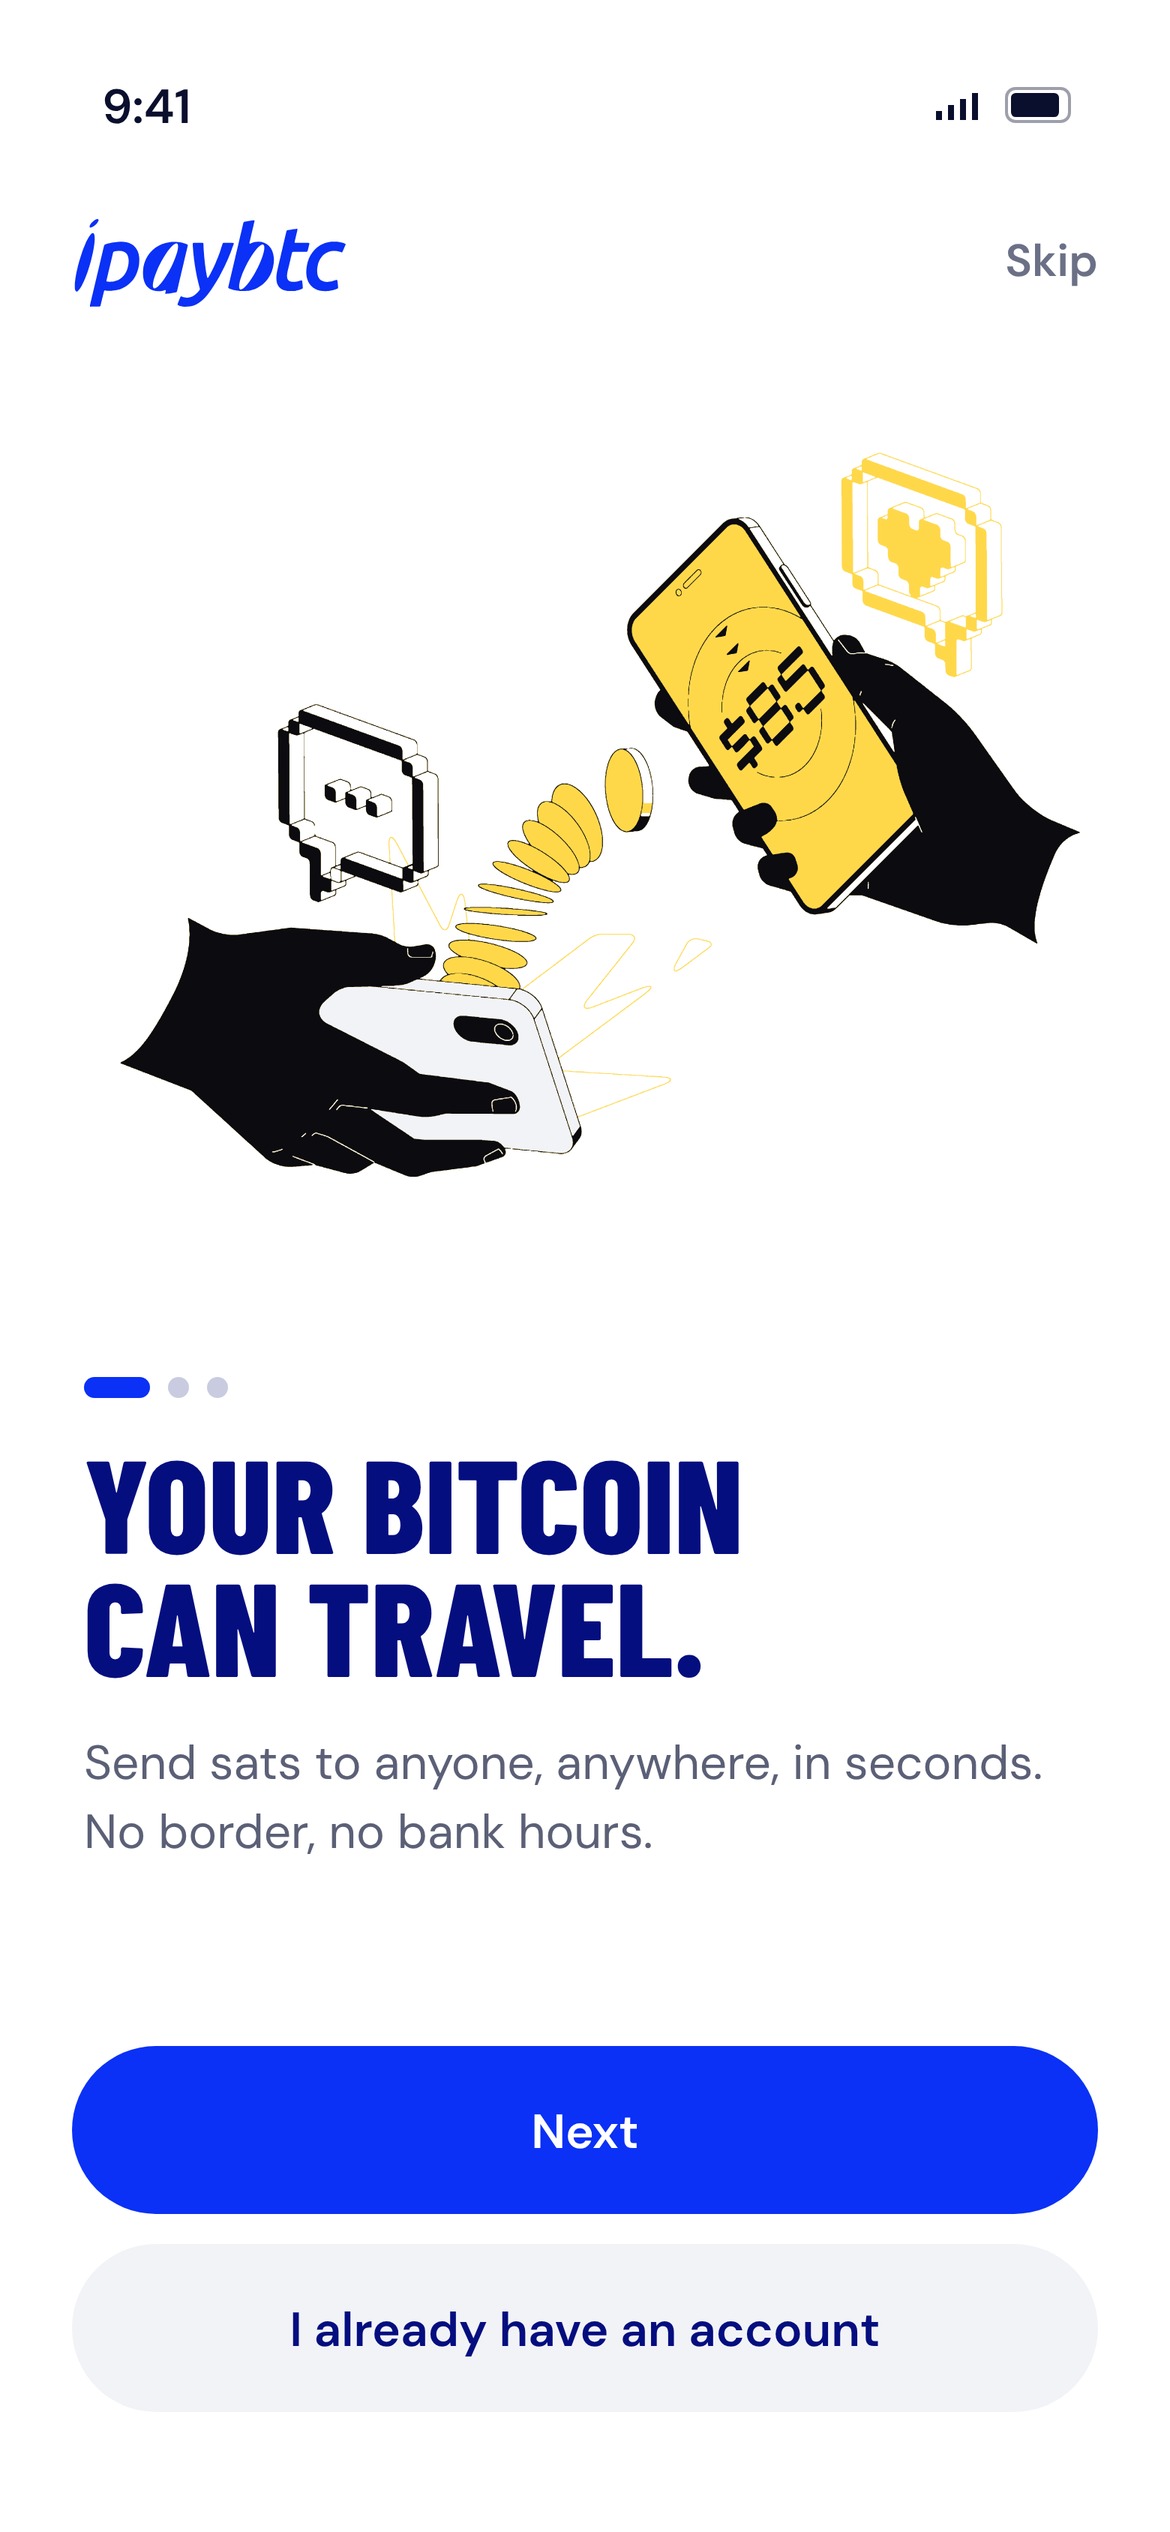 9:41
ipaybtc
Skip
$85
YOUR BITCOIN
CAN TRAVEL.
Send sats to anyone, anywhere, in seconds.
No border, no bank hours.
Next
I already have an account